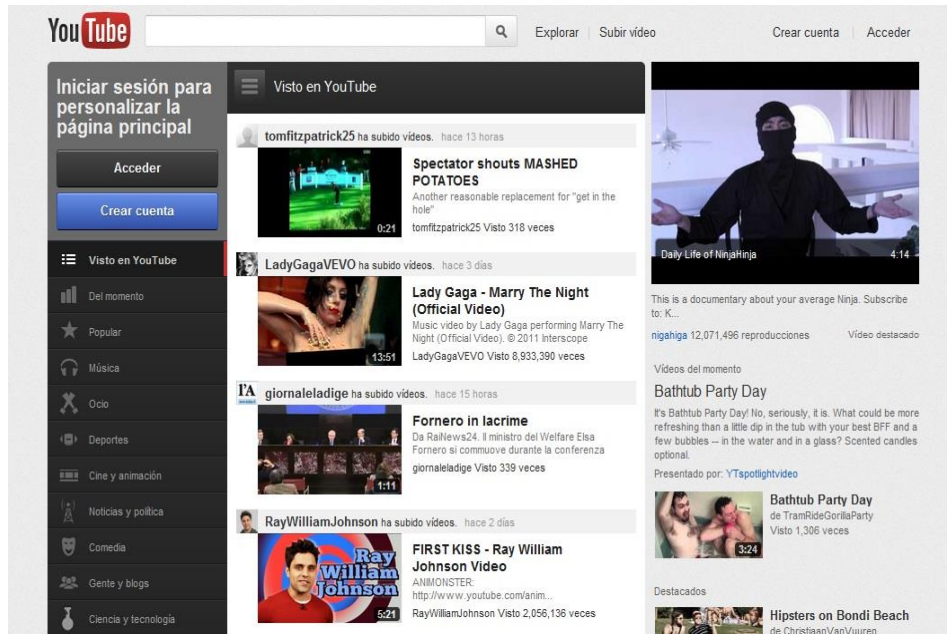 YouTube
Explorar
Subir vídeo
Crear cuenta
Acceder
Iniciar sesión para
personalizar la
página principal
Acceder
Crear cuenta
Visto en YouTube
Del momento
Popular
Música
Ocio
Deportes
Cine y animación
Noticias y política
Comedia
Gente y blogs
Ciencia y tecnología
Visto en YouTube
tomfitzpatrick25 ha subido vídeos. hace 13 horas
0:21
Spectator shouts MASHED
POTATOES
Another reasonable replacement for "get in the
hole"
tomfitzpatrick25 Visto 318 veces
LadyGagaVEVO ha subido vídeos. hace 3 días
13:51
Lady Gaga - Marry The Night
(Official Video)
Music video by Lady Gaga performing Marry The
Night (Official Video). © 2011 Interscope
LadyGagaVEVO Visto 8,933,390 veces
l'A giornaleladige ha subido vídeos. hace 15 horas
1:11
Fornero in lacrime
Da RaiNews24. Il ministro del Welfare Elsa
Fornero si commuove durante la conferenza
giornaleladige Visto 339 veces
RayWilliamJohnson ha subido vídeos. hace 2 días
Ray
William
Johnson
5:21
FIRST KISS - Ray William
Johnson Video
ANIMONSTER:
http://www.youtube.com/anim...
RayWilliamJohnson Visto 2,056,136 veces
Daily Life of NinjaHinja
4:14
This is a documentary about your average Ninja. Subscribe
to: K...
nigahiga 12,071,496 reproducciones
Vídeo destacado
Vídeos del momento
Bathtub Party Day
It's Bathtub Party Day! No, seriously, it is. What could be more
refreshing than a little dip in the tub with your best BFF and a
few bubbles -- in the water and in a glass? Scented candles
optional.
Presentado por: YTspotlightvideo
3:24
Bathtub Party Day
de TramRideGorillaParty
Visto 1,306 veces
Destacados
Hipsters on Bondi Beach
de ChristiaanVanVuuren